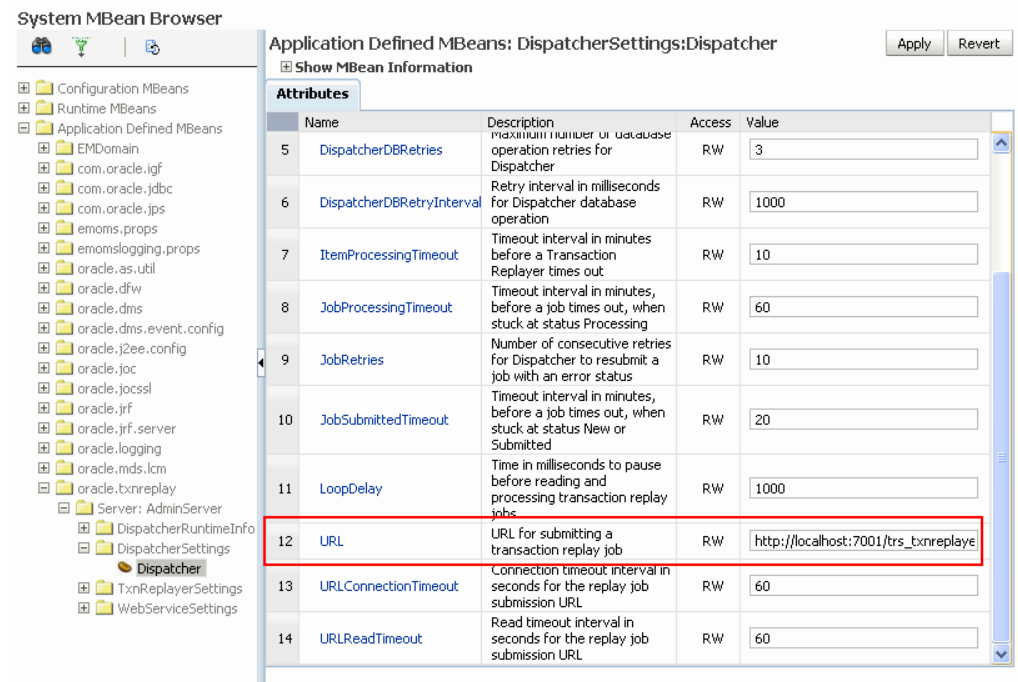 System MBean Browser
Application Defined MBeans: DispatcherSettings:Dispatcher
Apply
Revert
Show MBean Information
Attributes
Configuration MBeans
Runtime MBeans
Application Defined MBeans
EMDomain
com.oracle.igf
com.oracle.jdbc
com.oracle.jps
emoms.props
emomslogging.props
oracle.as.util
oracle.dfw
oracle.dms
oracle.dms.event.config
oracle.j2ee.config
oracle.joc
oracle.jocssl
oracle.jrf
oracle.jrf.server
oracle.logging
oracle.mds.lcm
oracle.txnreplay
Server: AdminServer
DispatcherRuntimeInfo
DispatcherSettings
Dispatcher
TxnReplayerSettings
WebServiceSettings
Name Description Access Value
Maximum number of database
5 DispatcherDBRetries operation retries for RW 3
Dispatcher
Retry interval in milliseconds
6 DispatcherDBRetryInterval for Dispatcher database RW 1000
operation
Timeout interval in minutes
7 ItemProcessingTimeout before a Transaction RW 10
Replayer times out
Timeout interval in minutes,
8 JobProcessingTimeout before a job times out, when RW 60
stuck at status Processing
Number of consecutive retries
9 JobRetries for Dispatcher to resubmit a RW 10
job with an error status
Timeout interval in minutes,
before a job times out, when
10 JobSubmittedTimeout stuck at status New or RW 20
Submitted
Time in milliseconds to pause
before reading and
11 LoopDelay processing transaction replay RW 1000
jobs
URL for submitting a
12 URL transaction replay job RW http://localhost:7001/trs_txnreplaye
Connection timeout interval in
13 URLConnectionTimeout seconds for the replay job RW 60
submission URL
Read timeout interval in
14 URLReadTimeout seconds for the replay job RW 60
submission URL